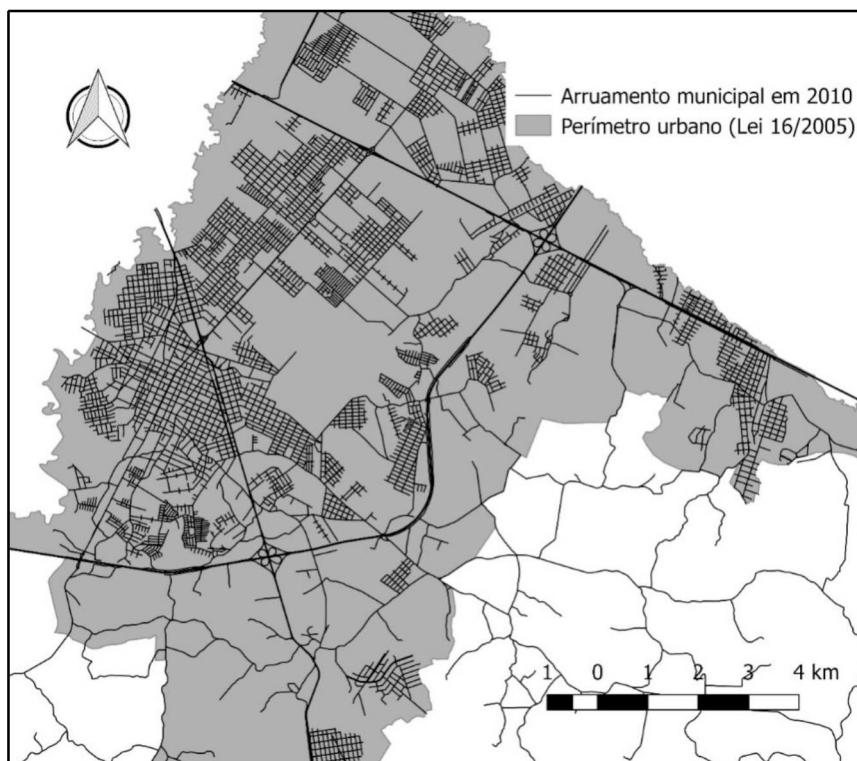 Arruamento municipal em 2010
Perímetro urbano (Lei 16/2005)
1 0 1 2 3 4 km